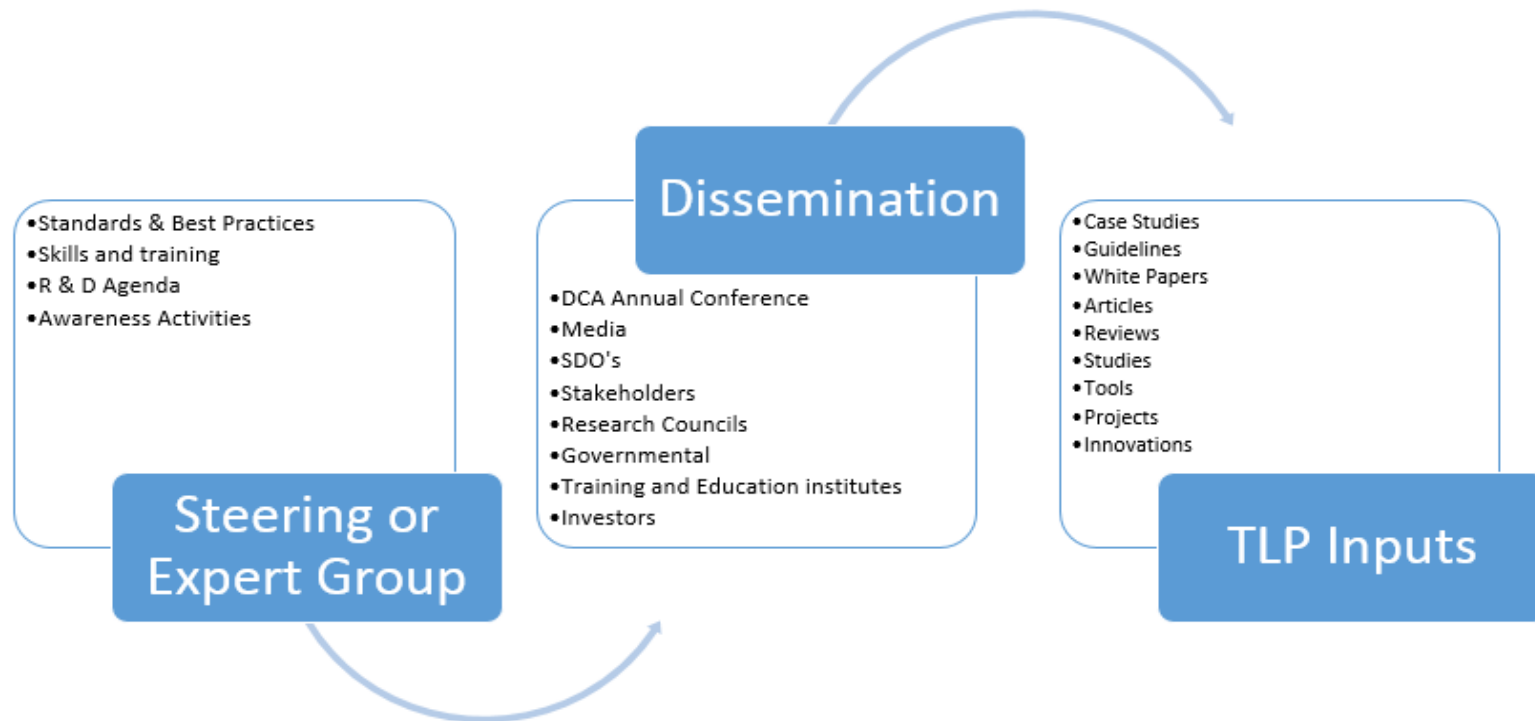 •Standards & Best Practices
•Skills and training
•R & D Agenda
•Awareness Activities
Steering or
Expert Group
Dissemination
•DCA Annual Conference
•Media
•SDO's
•Stakeholders
•Research Councils
•Governmental
•Training and Education institutes
•Investors
•Case Studies
•Guidelines
•White Papers
•Articles
•Reviews
•Studies
•Tools
•Projects
•Innovations
TLP Inputs